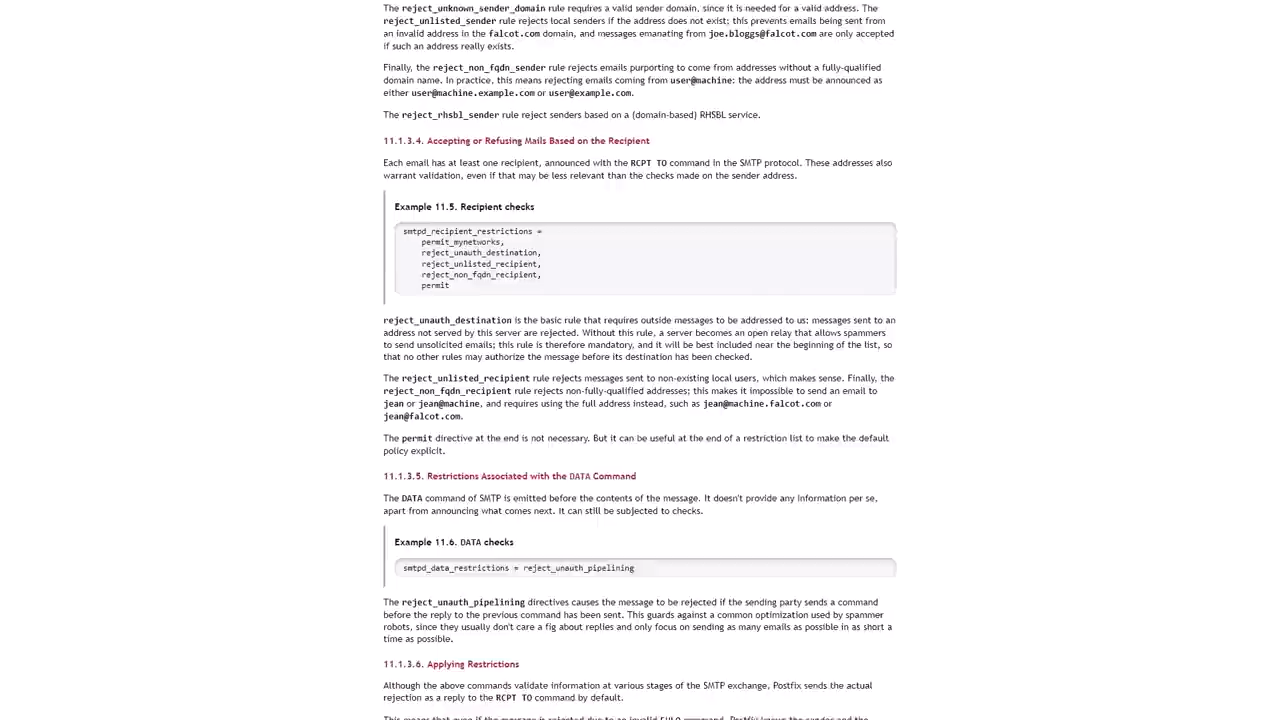 The reject_unknown_sender_domain rule requires a valid sender domain, since it is needed for a valid address. The
reject_unlisted_sender rule rejects local senders if the address does not exist; this prevents emails being sent from
an invalid address in the falcot.com domain, and messages emanating from joe.bloggs@falcot.com are only accepted
if such an address really exists.
Finally, the reject_non_fqdn_sender rule rejects emails purporting to come from addresses without a fully-qualified
domain name. In practice, this means rejecting emails coming from user@machine: the address must be announced as
either user@machine.example.com or user@example.com.
The reject_rhsbl_sender rule reject senders based on a (domain-based) RHSBL service.
11.1.3.4. Accepting or Refusing Mails Based on the Recipient
Each email has at least one recipient, announced with the RCPT TO command in the SMTP protocol. These addresses also
warrant validation, even if that may be less relevant than the checks made on the sender address.
Example 11.5. Recipient checks
smtpd_recipient_restrictions =
permit_mynetworks,
reject_unauth_destination,
reject_unlisted_recipient,
reject_non_fqdn_recipient,
permit
reject_unauth_destination is the basic rule that requires outside messages to be addressed to us; messages sent to an
address not served by this server are rejected. Without this rule, a server becomes an open relay that allows spammers
to send unsolicited emails; this rule is therefore mandatory, and it will be best included near the beginning of the list, so
that no other rules may authorize the message before its destination has been checked.
The reject_unlisted_recipient rule rejects messages sent to non-existing local users, which makes sense. Finally, the
reject_non_fqdn_recipient rule rejects non-fully-qualified addresses; this makes it impossible to send an email to
jean or jean@machine, and requires using the full address instead, such as jean@machine.falcot.com or
jean@falcot.com.
The permit directive at the end is not necessary. But it can be useful at the end of a restriction list to make the default
policy explicit.
11.1.3.5. Restrictions Associated with the DATA Command
The DATA command of SMTP is emitted before the contents of the message. It doesn't provide any information per se,
apart from announcing what comes next. It can still be subjected to checks.
Example 11.6. DATA checks
smtpd_data_restrictions = reject_unauth_pipelining
The reject_unauth_pipelining directives causes the message to be rejected if the sending party sends a command
before the reply to the previous command has been sent. This guards against a common optimization used by spammer
robots, since they usually don't care a fig about replies and only focus on sending as many emails as possible in as short a
time as possible.
11.1.3.6. Applying Restrictions
Although the above commands validate information at various stages of the SMTP exchange, Postfix sends the actual
rejection as a reply to the RCPT TO command by default.
This means that even if the message is rejected due to an invalid EHLO command, Postfix knows the sender and the